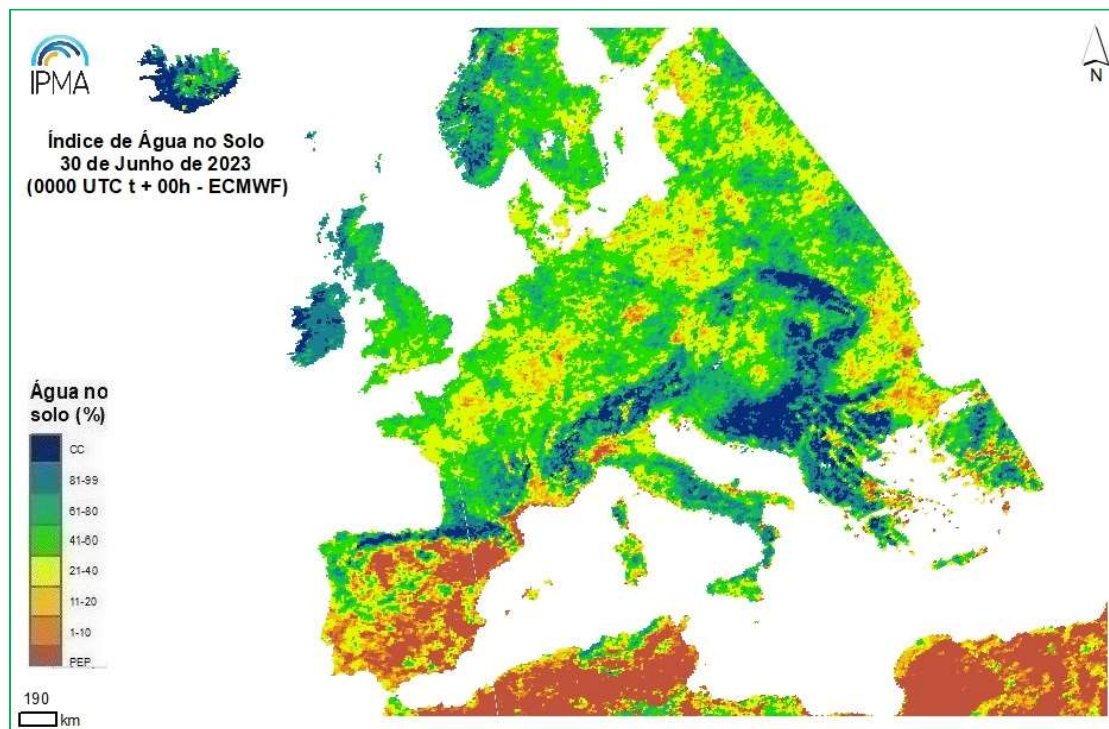 IPMA
Índice de Água no Solo
30 de Junho de 2023
(0000 UTC t + 00h - ECMWF)
N
Água no
solo (%)
CC
81-99
61-80
41-60
21-40
11-20
1-10
PEP
190
km